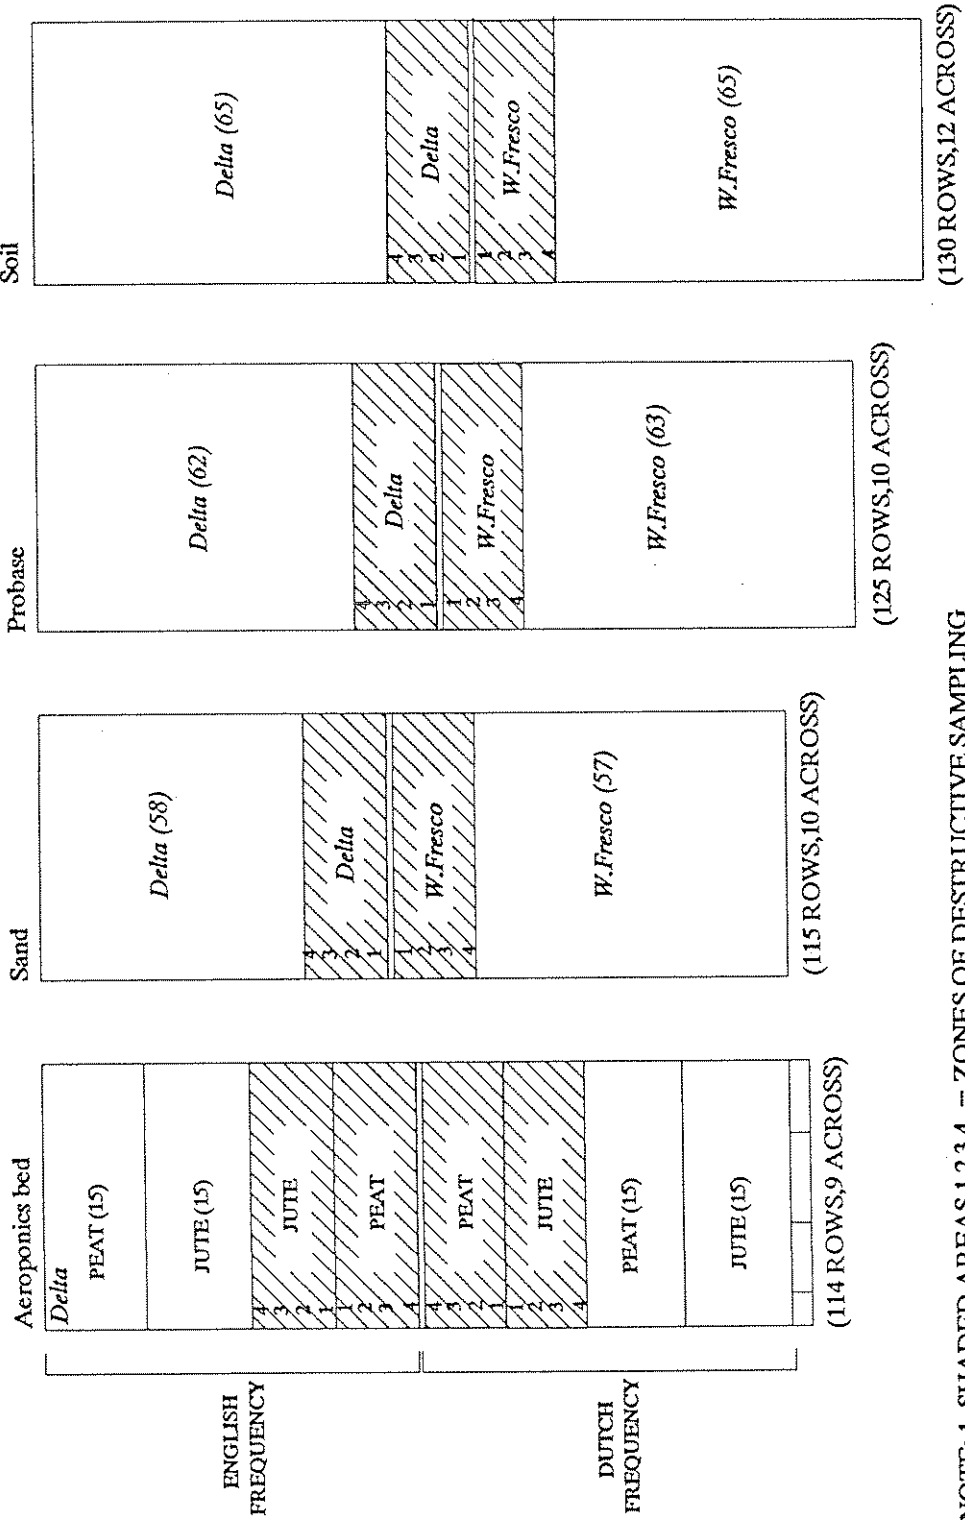 ENGLISH
FREQUENCY
DUTCH
FREQUENCY
Aeroponics bed
Delta
PEAT (15)
JUTE (15)
4
3
2
1
JUTE
1
2
3
4
PEAT
4
3
2
1
PEAT
1
2
3
4
JUTE
PEAT (15)
JUTE (15)
(114 ROWS,9 ACROSS)
Sand
Delta (58)
4
3
2
1
Delta
1
2
3
4
W.Fresco
W.Fresco (57)
(115 ROWS,10 ACROSS)
Probase
Delta (62)
4
3
2
1
Delta
1
2
3
4
W.Fresco
W.Fresco (63)
(125 ROWS,10 ACROSS)
Soil
Delta (65)
4
3
2
1
Delta
1
2
3
4
W.Fresco
W.Fresco (65)
(130 ROWS,12 ACROSS)
NOTE: 1. SHADED AREAS 1,2,3,4. = ZONES OF DESTRUCTIVE SAMPLING